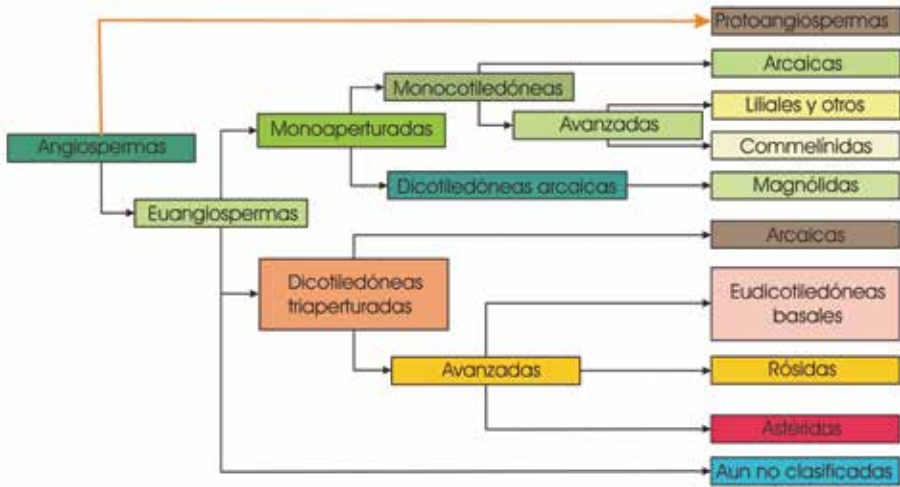 Protoangiospermas
Arcaicas
Monocotiledóneas
Liliales y otros
Monoaperturadas
Avanzadas
Angiospermas
Commelínidas
Dicotiledóneas arcaicas
Magnólidas
Euangiospermas
Arcaicas
Dicotiledóneas
triaperturadas
Eudicotiledóneas
basales
Avanzadas
Rósidas
Astéridas
Aun no clasificadas